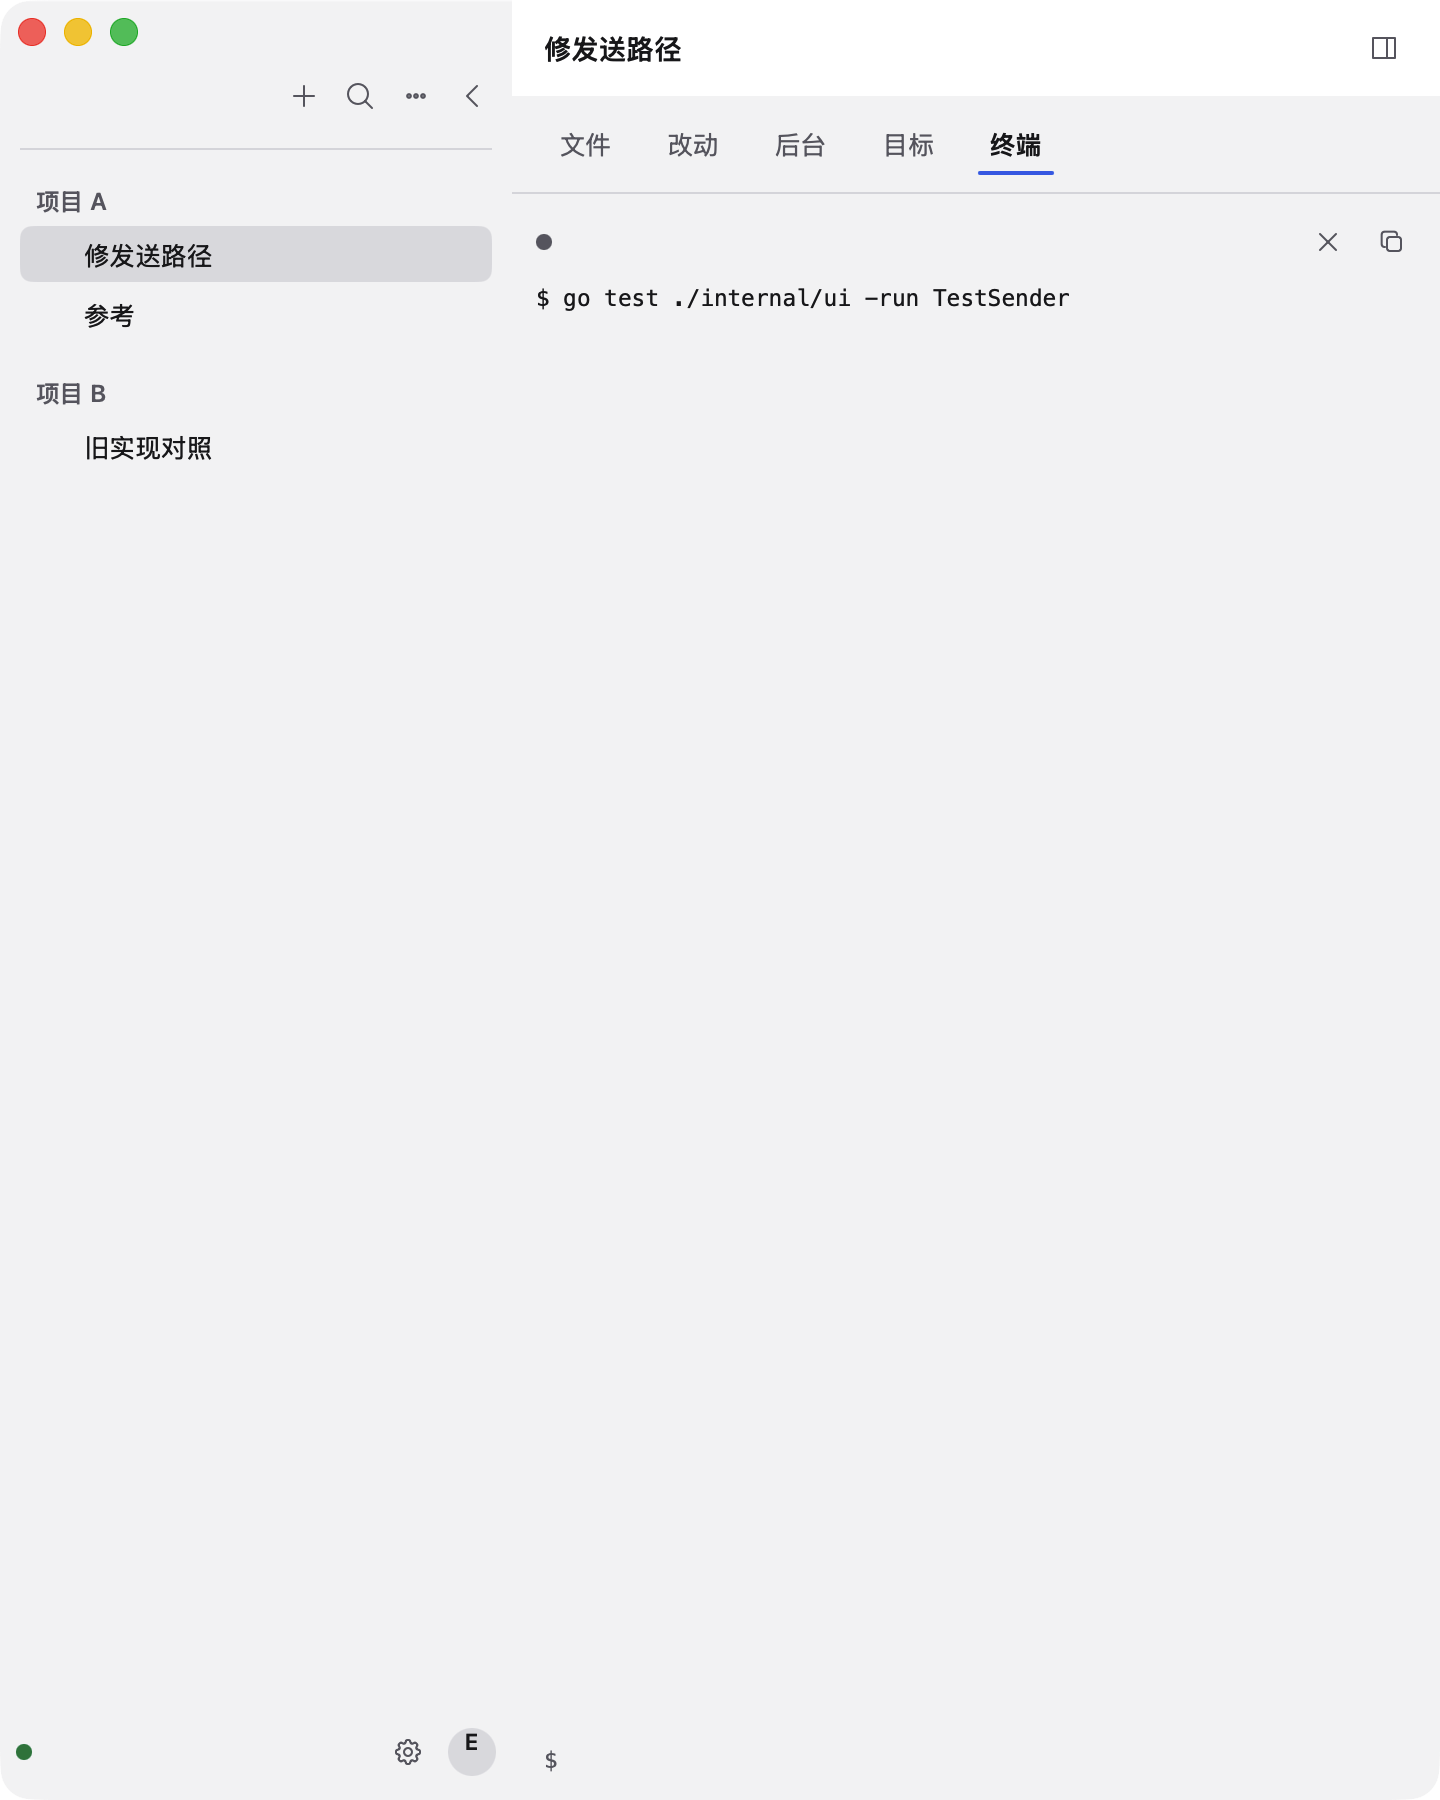 修发送路径
文件 改动 后台 目标 终端
项目 A
修发送路径
参考
项目 B
旧实现对照
$ go test ./internal/ui -run TestSender
E
$